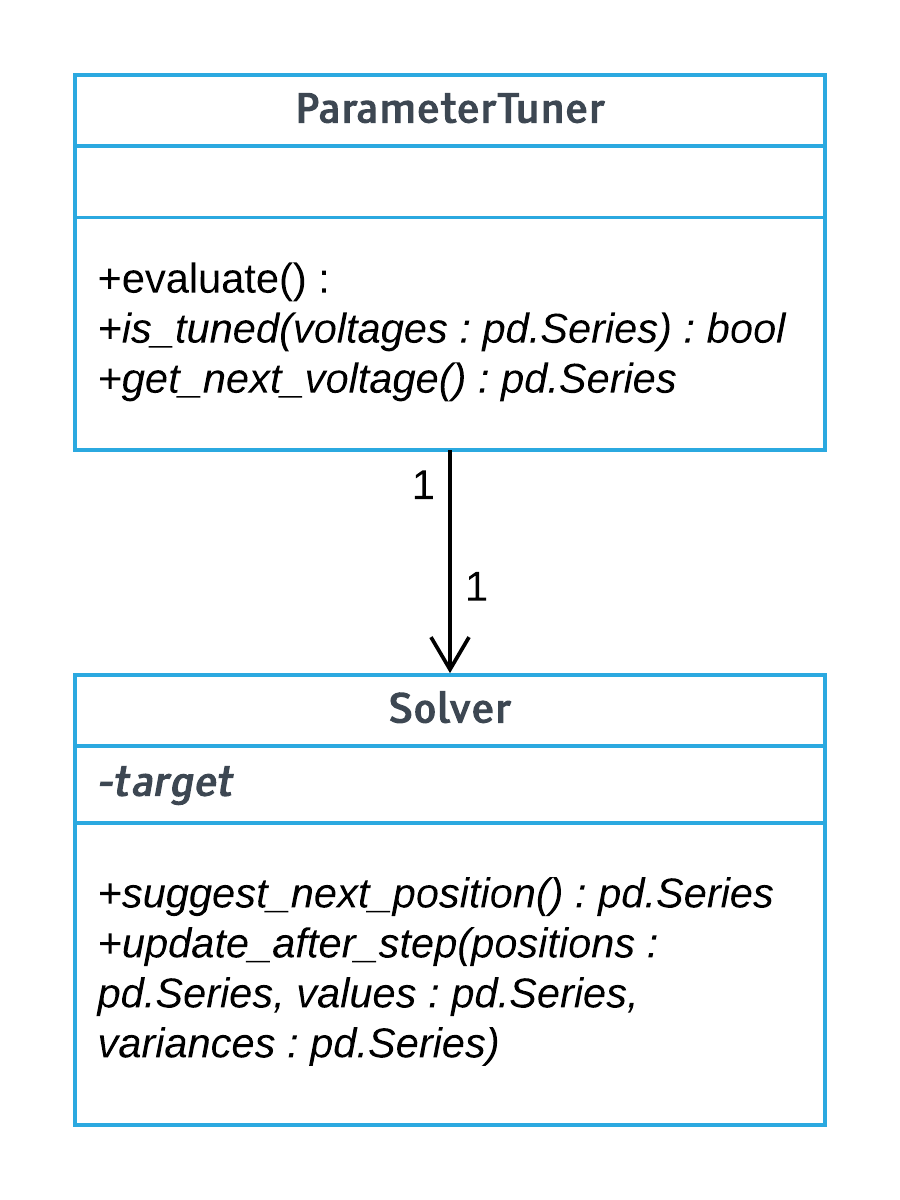 ParameterTuner
+evaluate() :
+is_tuned(voltages : pd.Series) : bool
+get_next_voltage() : pd.Series
1
1
Solver
-target
+suggest_next_position() : pd.Series
+update_after_step(positions :
pd.Series, values : pd.Series,
variances : pd.Series)